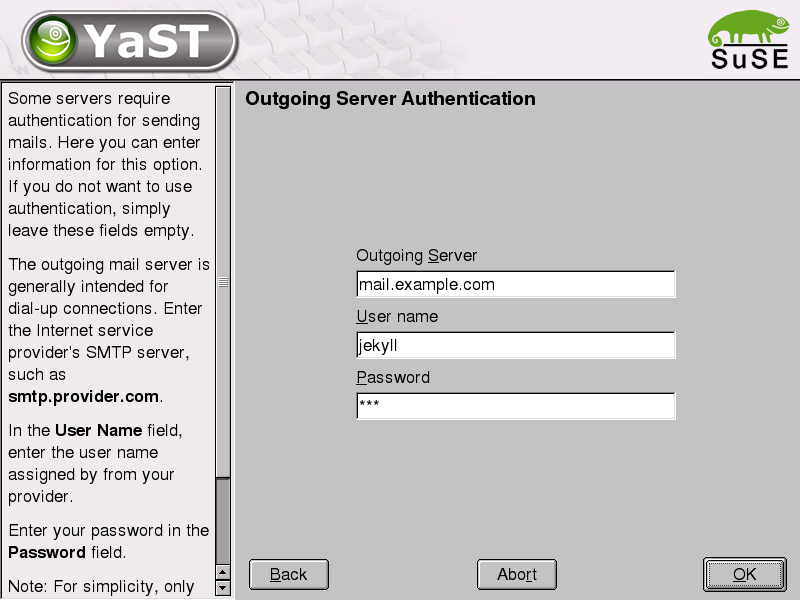 YaST
SuSE
Some servers require
authentication for sending
mails. Here you can enter
information for this option.
If you do not want to use
authentication, simply
leave these fields empty.
The outgoing mail server is
generally intended for
dial-up connections. Enter
the Internet service
provider's SMTP server,
such as
smtp.provider.com.
In the User Name field,
enter the user name
assigned by from your
provider.
Enter your password in the
Password field.
Note: For simplicity, only
Outgoing Server Authentication
Outgoing Server
mail.example.com
User name
jekyll
Password
***
Back
Abort
OK